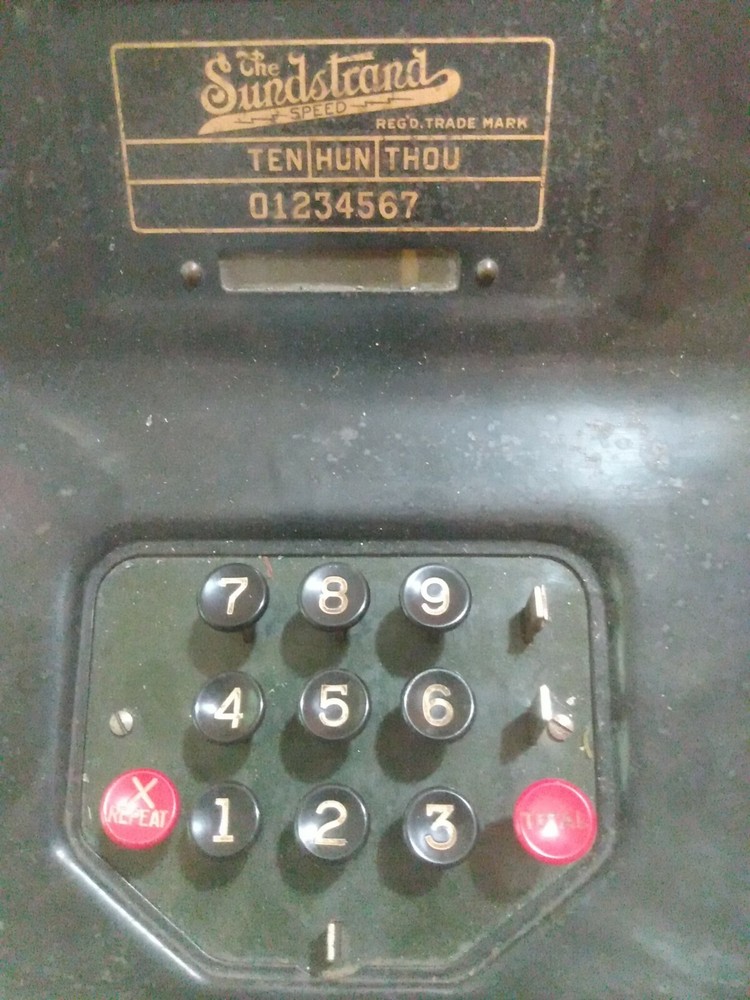 The
Sundstrand
SPEED
REG'D. TRADE MARK
TEN HUN THOU
01234567
7 8 9
4 5 6
X
REPEAT
1 2 3
TOTAL